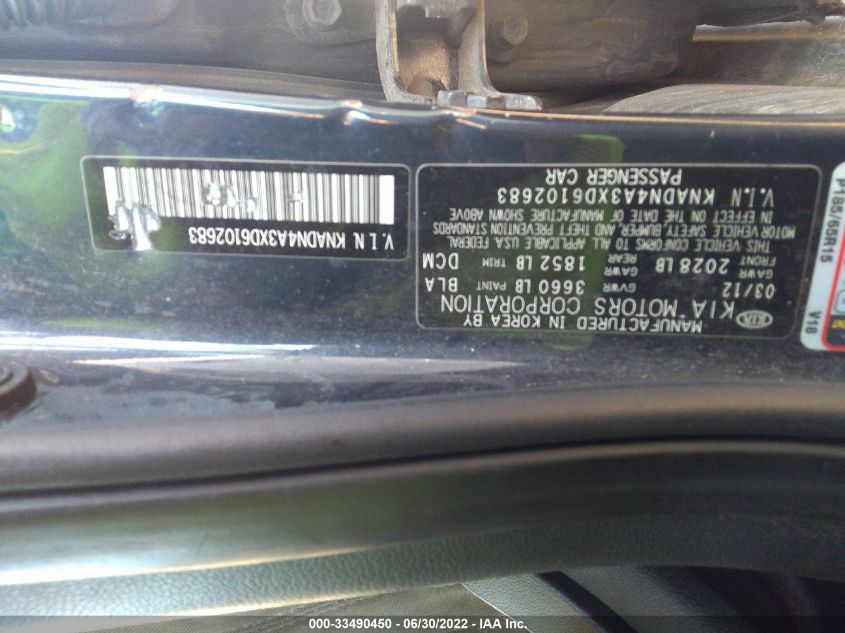 KIA
MANUFACTURED IN KOREA BY
KIA MOTORS CORPORATION
03/12 GVWR 3660 LB PAINT BLA
GAWR FRONT 2028 LB GAWR REAR 1852 LB TRIM DCM
THIS VEHICLE CONFORMS TO ALL APPLICABLE U.S.A. FEDERAL
MOTOR VEHICLE SAFETY, BUMPER, AND THEFT PREVENTION STANDARDS
IN EFFECT ON THE DATE OF THE MANUFACTURE SHOWN ABOVE
V.I.N KNADN4A3XD6102683
PASSENGER CAR
V.I.N KNADN4A3XD6102683
P185/65R15
V16
000-33490450 - 06/30/2022 - IAA Inc.